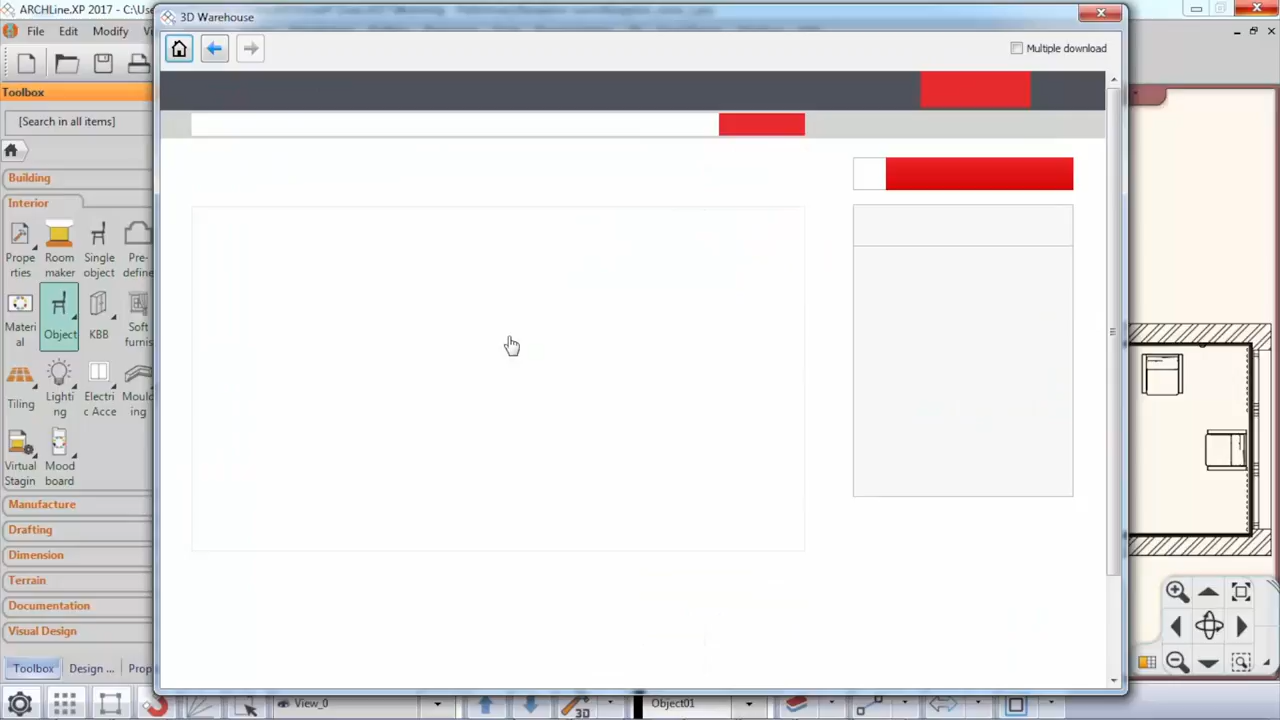 ARCHLine.XP 2017 - C:\Use
3D Warehouse
File
Edit
Modify
Multiple download
Toolbox
[Search in all items]
Building
Interior
Prope
rties
Room
maker
Single
object
Pre-
define
Materi
al
Object
KBB
Soft
furnis
Tiling
Lighti
ng
Electri
c Acce
Mould
ing
Virtual
Stagin
Mood
board
Manufacture
Drafting
Dimension
Terrain
Documentation
Visual Design
Toolbox
Design ...
Prop
View_0
3D
Object01